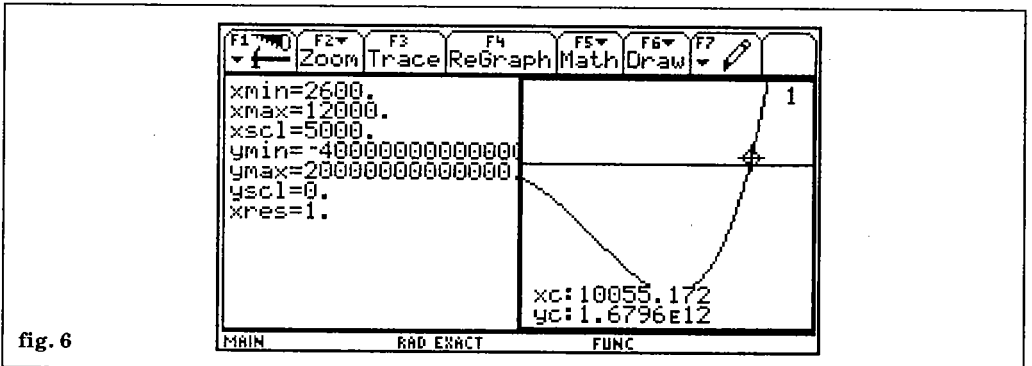 F1 F2 F3 F4 F5 F6 F7
Zoom Trace ReGraph Math Draw
xmin=2600.
xmax=12000.
xscl=5000.
ymin=-40000000000000
ymax=20000000000000.
yscl=0.
xres=1.
1
xc:10055.172
yc:1.6796E12
MAIN RAD EXACT FUNC
fig. 6